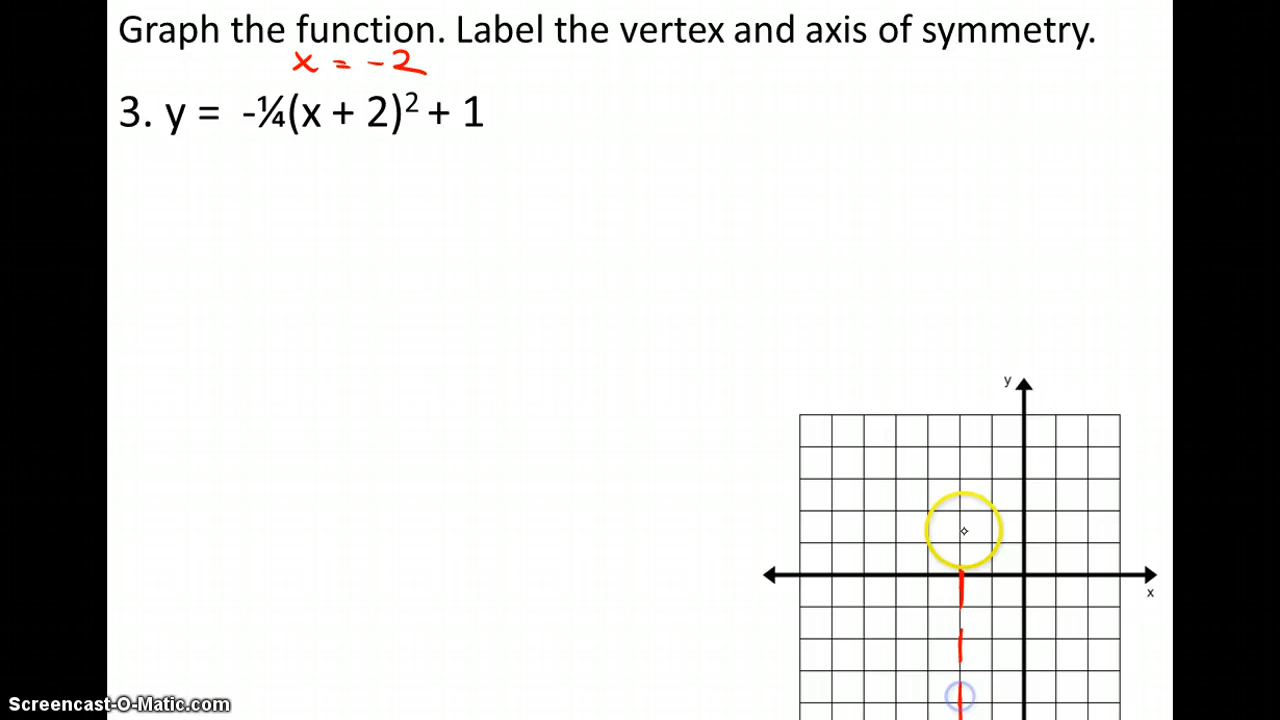 Graph the function. Label the vertex and axis of symmetry.
x = -2
3. y = -¼(x + 2)² + 1
y
x
Screencast-O-Matic.com